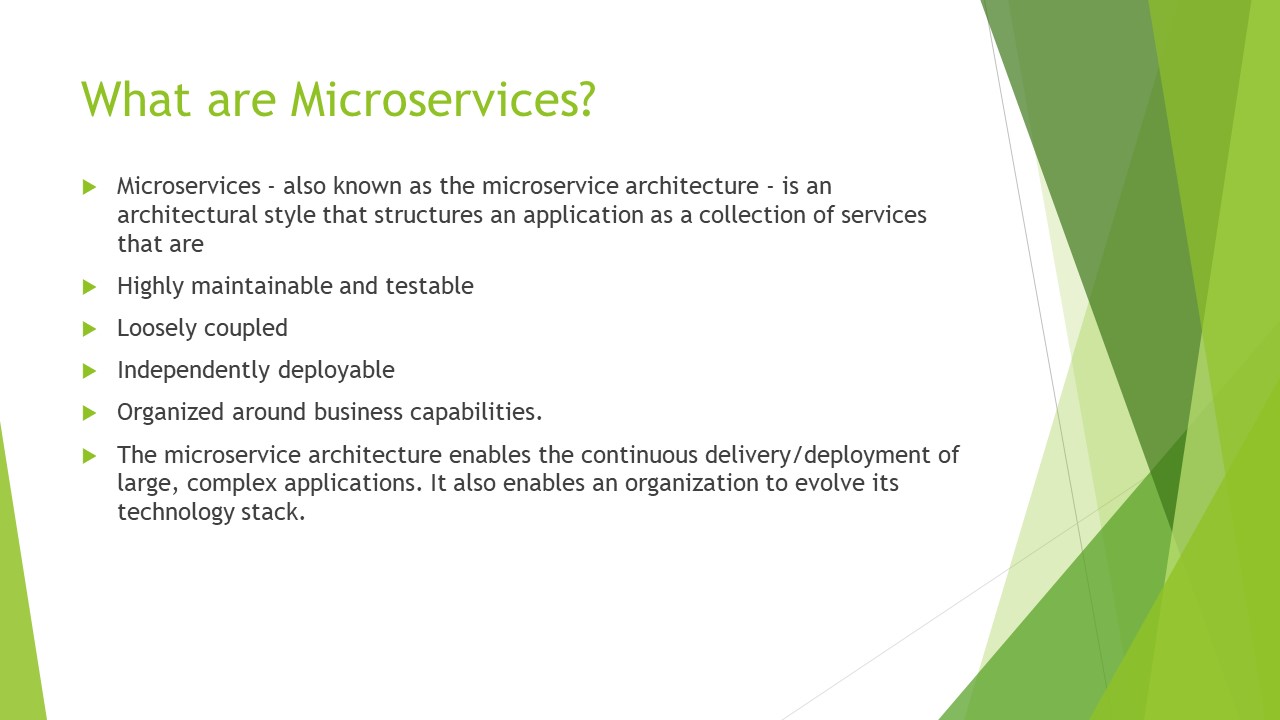 What are Microservices?
Microservices - also known as the microservice architecture - is an
architectural style that structures an application as a collection of services
that are
Highly maintainable and testable
Loosely coupled
Independently deployable
Organized around business capabilities.
The microservice architecture enables the continuous delivery/deployment of
large, complex applications. It also enables an organization to evolve its
technology stack.